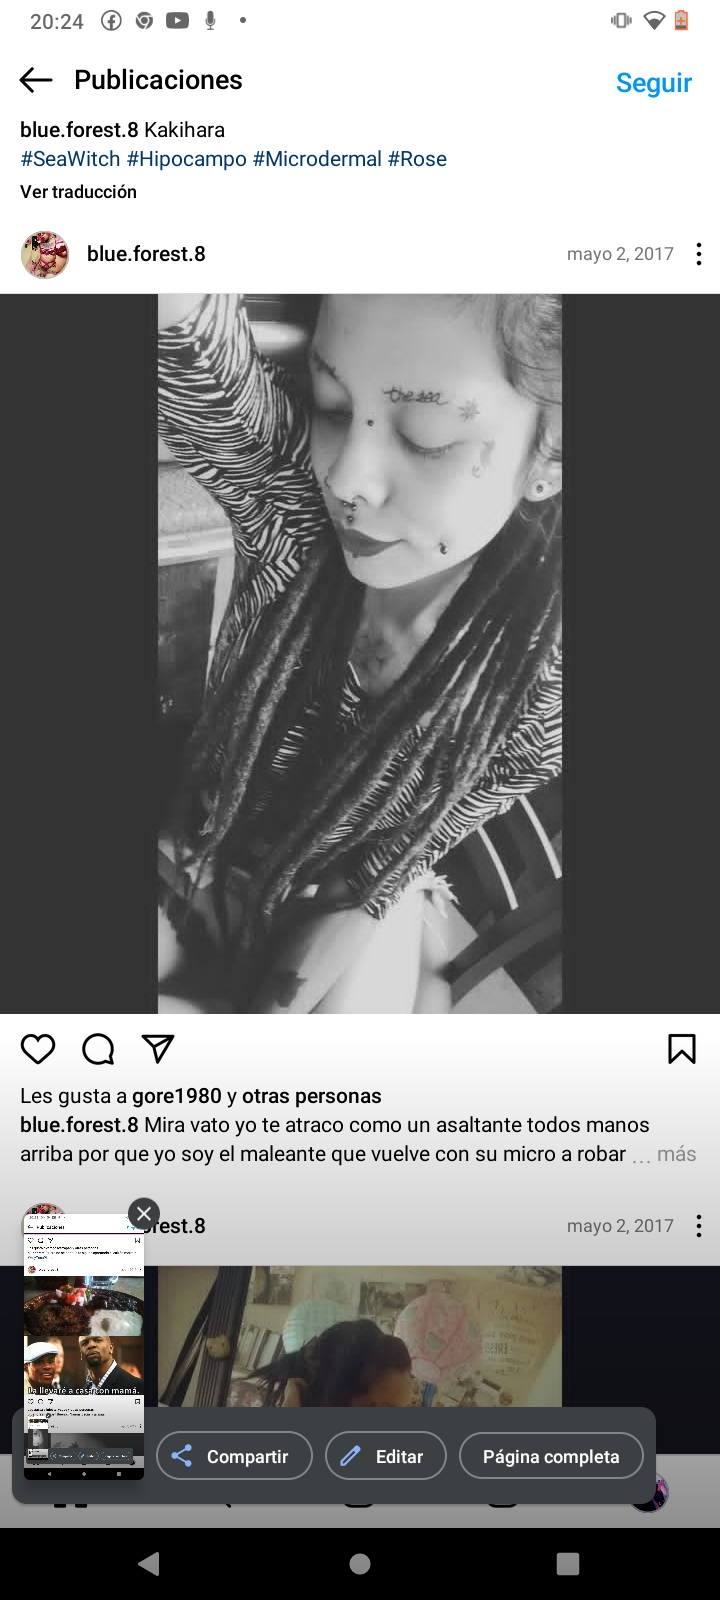 20:24
Publicaciones
Seguir
blue.forest.8 Kakihara
#SeaWitch #Hipocampo #Microdermal #Rose
Ver traducción
blue.forest.8
mayo 2, 2017
the sea
Les gusta a gore1980 y otras personas
blue.forest.8 Mira vato yo te atraco como un asaltante todos manos
arriba por que yo soy el maleante que vuelve con su micro a robar ... más
rest.8
mayo 2, 2017
Publicaciones
La llevaré a casa con mamá.
Compartir
Editar
Página completa